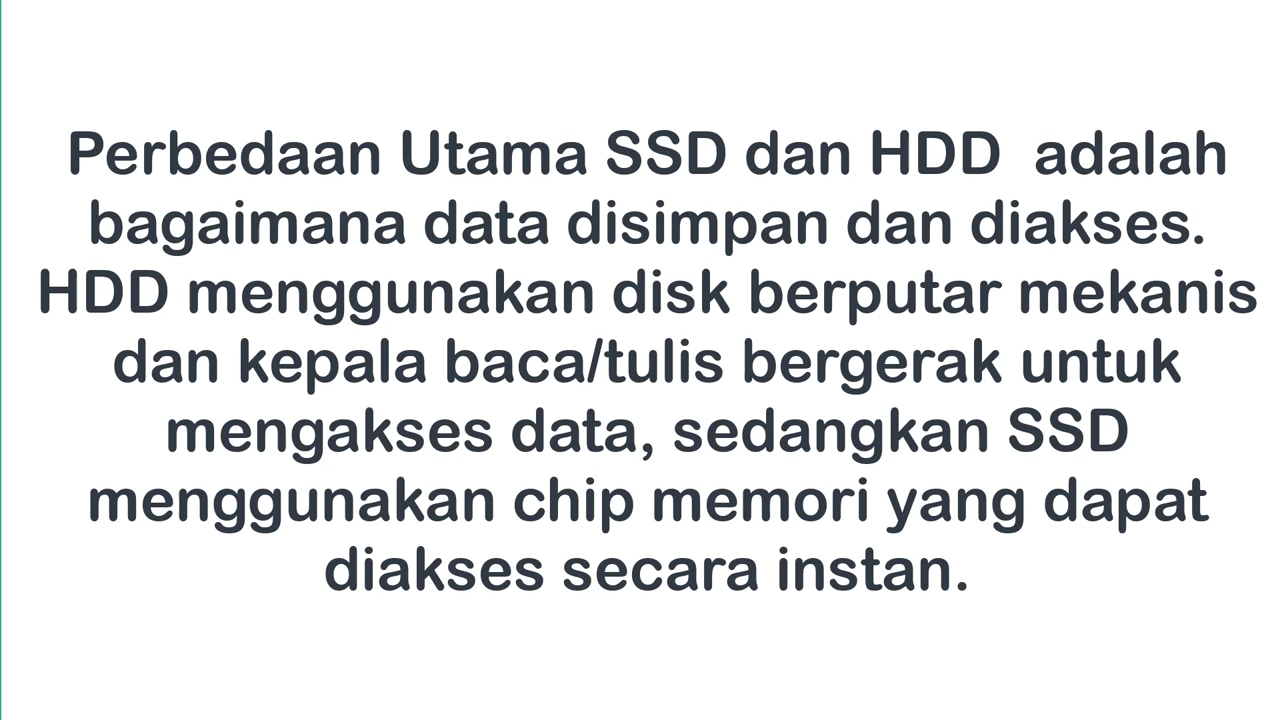 Perbedaan Utama SSD dan HDD  adalah
bagaimana data disimpan dan diakses.
HDD menggunakan disk berputar mekanis
dan kepala baca/tulis bergerak untuk
mengakses data, sedangkan SSD
menggunakan chip memori yang dapat
diakses secara instan.